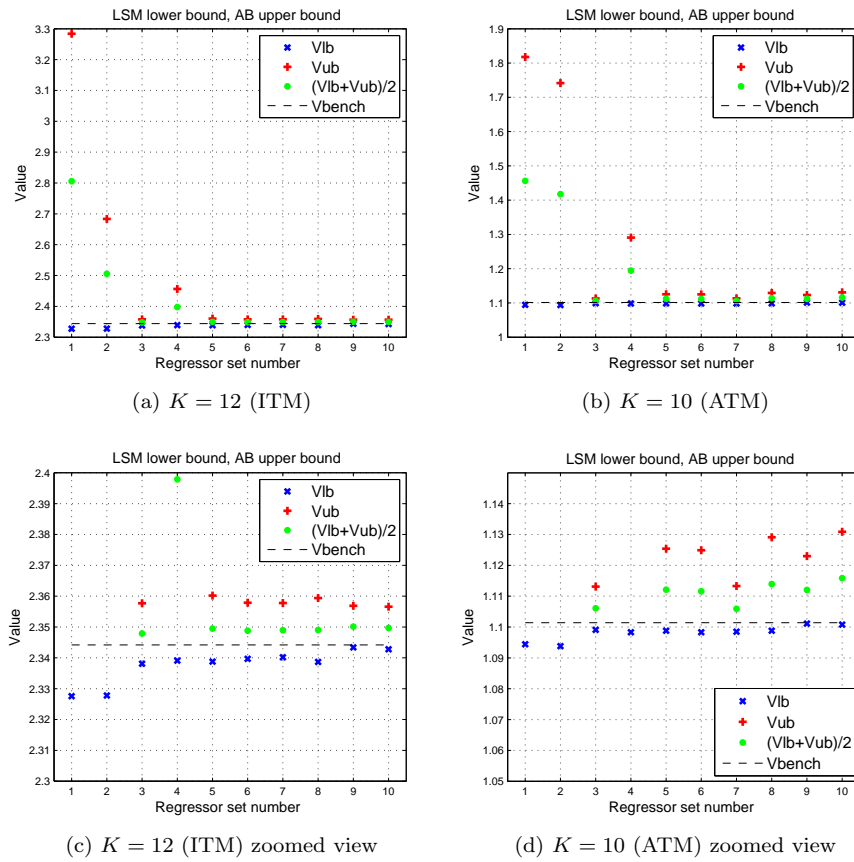 LSM lower bound, AB upper bound
3.3
3.2
3.1
3
2.9
2.8
2.7
2.6
2.5
2.4
2.3
Value
Vlb
Vub
(Vlb+Vub)/2
Vbench
1 2 3 4 5 6 7 8 9 10
Regressor set number
(a) K = 12 (ITM)
LSM lower bound, AB upper bound
1.9
1.8
1.7
1.6
1.5
1.4
1.3
1.2
1.1
1
Value
Vlb
Vub
(Vlb+Vub)/2
Vbench
1 2 3 4 5 6 7 8 9 10
Regressor set number
(b) K = 10 (ATM)
LSM lower bound, AB upper bound
2.4
2.39
2.38
2.37
2.36
2.35
2.34
2.33
2.32
2.31
2.3
Value
Vlb
Vub
(Vlb+Vub)/2
Vbench
1 2 3 4 5 6 7 8 9 10
Regressor set number
(c) K = 12 (ITM) zoomed view
LSM lower bound, AB upper bound
1.14
1.13
1.12
1.11
1.1
1.09
1.08
1.07
1.06
1.05
Value
Vlb
Vub
(Vlb+Vub)/2
Vbench
1 2 3 4 5 6 7 8 9 10
Regressor set number
(d) K = 10 (ATM) zoomed view